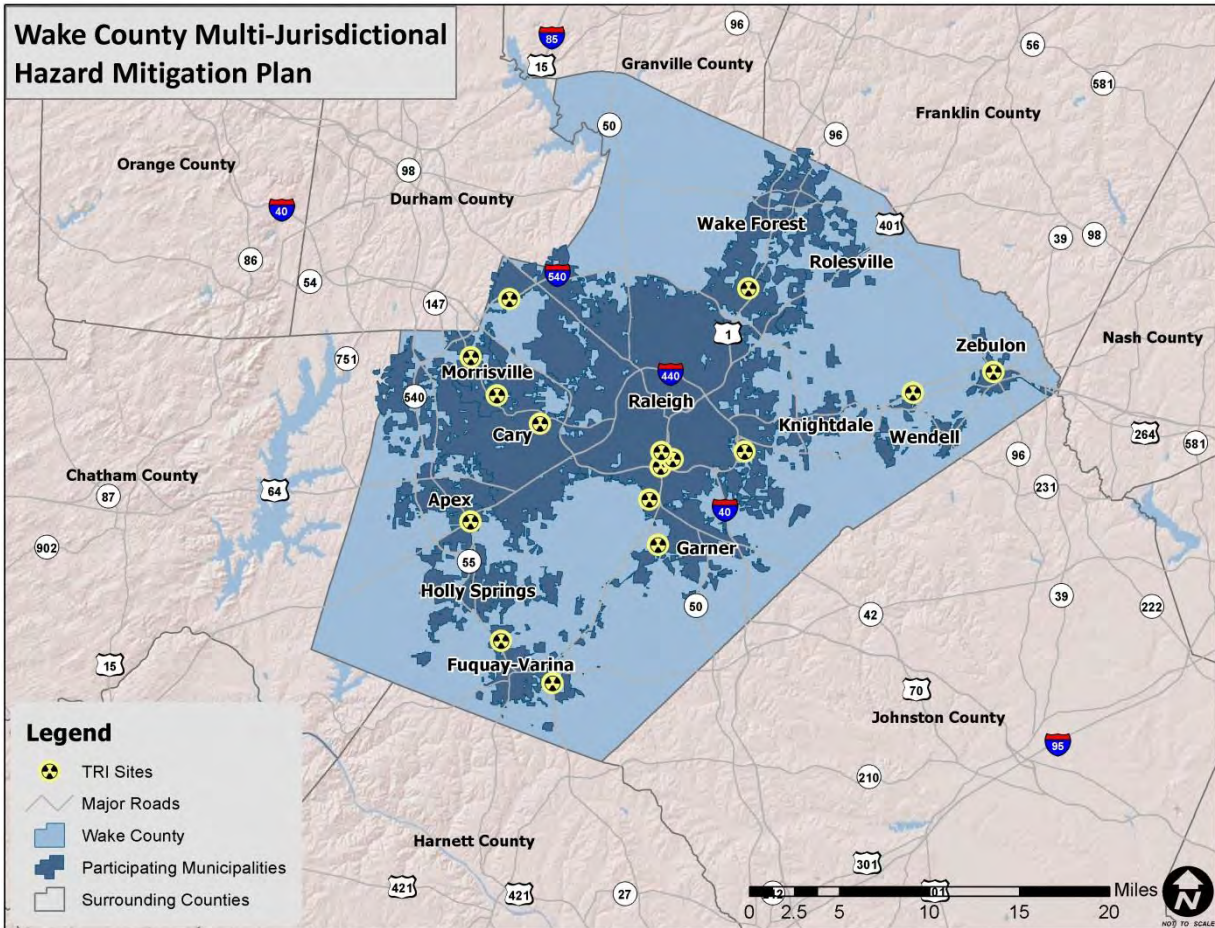 Wake County Multi-Jurisdictional
Hazard Mitigation Plan
85
15
96
Granville County
56
581
Franklin County
50
96
Orange County
98
Durham County
40
Wake Forest
401
39
98
86
54
540
Rolesville
147
1
Nash County
751
Zebulon
Morrisville
440
540
Raleigh
Cary
Knightdale
Wendell
264
581
96
Chatham County
87
64
231
Apex
40
902
Garner
55
Holly Springs
50
42
39
222
15
Fuquay-Varina
70
Johnston County
95
210
Harnett County
301
421
421
27
Legend
TRI Sites
Major Roads
Wake County
Participating Municipalities
Surrounding Counties
Miles
0 2.5 5 10 15 20
N
NOT TO SCALE